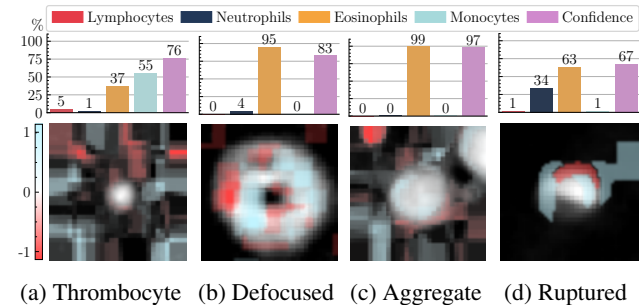 Lymphocytes Neutrophils Eosinophils Monocytes Confidence
%
100
75
50
25
0
5 1 37 55 76
0 4 95 0 83
0 0 99 0 97
1 34 63 1 67
1
0
-1
(a) Thrombocyte (b) Defocused (c) Aggregate (d) Ruptured